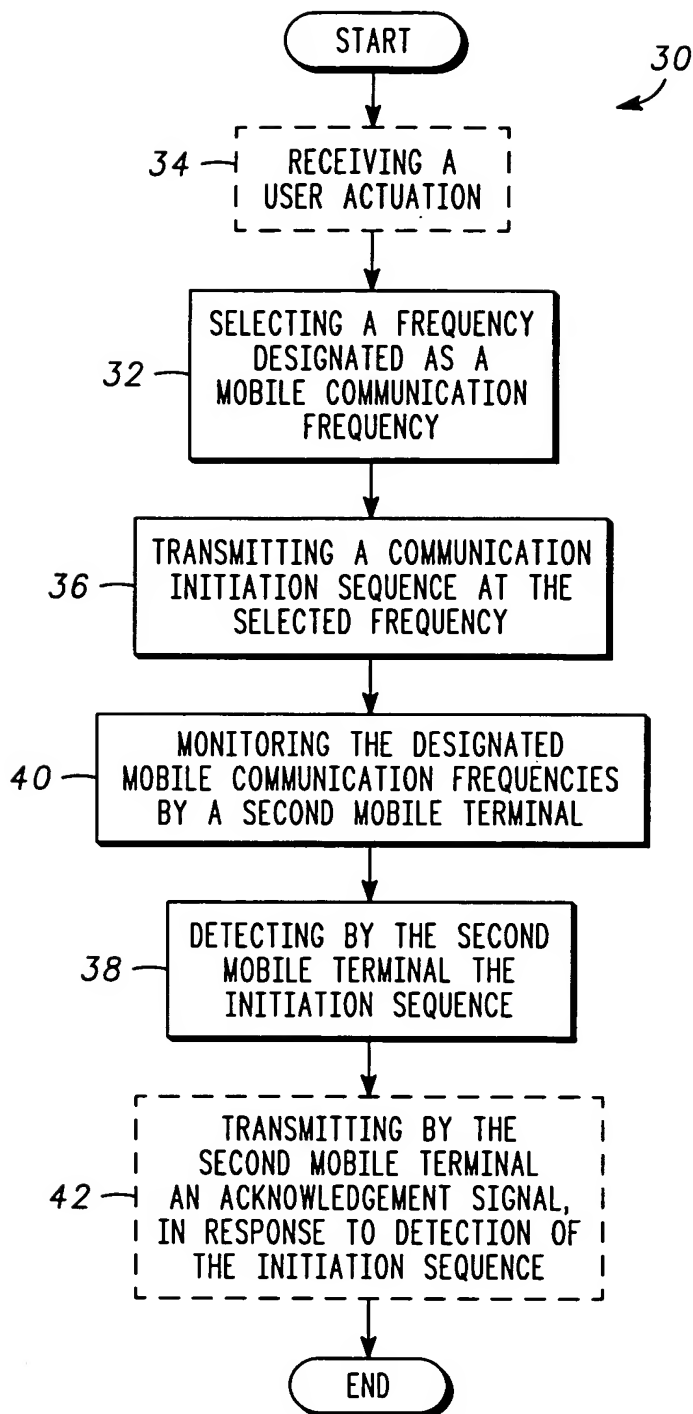 START
30
34
RECEIVING A
USER ACTUATION
32
SELECTING A FREQUENCY
DESIGNATED AS A
MOBILE COMMUNICATION
FREQUENCY
36
TRANSMITTING A COMMUNICATION
INITIATION SEQUENCE AT THE
SELECTED FREQUENCY
40
MONITORING THE DESIGNATED
MOBILE COMMUNICATION FREQUENCIES
BY A SECOND MOBILE TERMINAL
38
DETECTING BY THE SECOND
MOBILE TERMINAL THE
INITIATION SEQUENCE
42
TRANSMITTING BY THE
SECOND MOBILE TERMINAL
AN ACKNOWLEDGEMENT SIGNAL,
IN RESPONSE TO DETECTION OF
THE INITIATION SEQUENCE
END